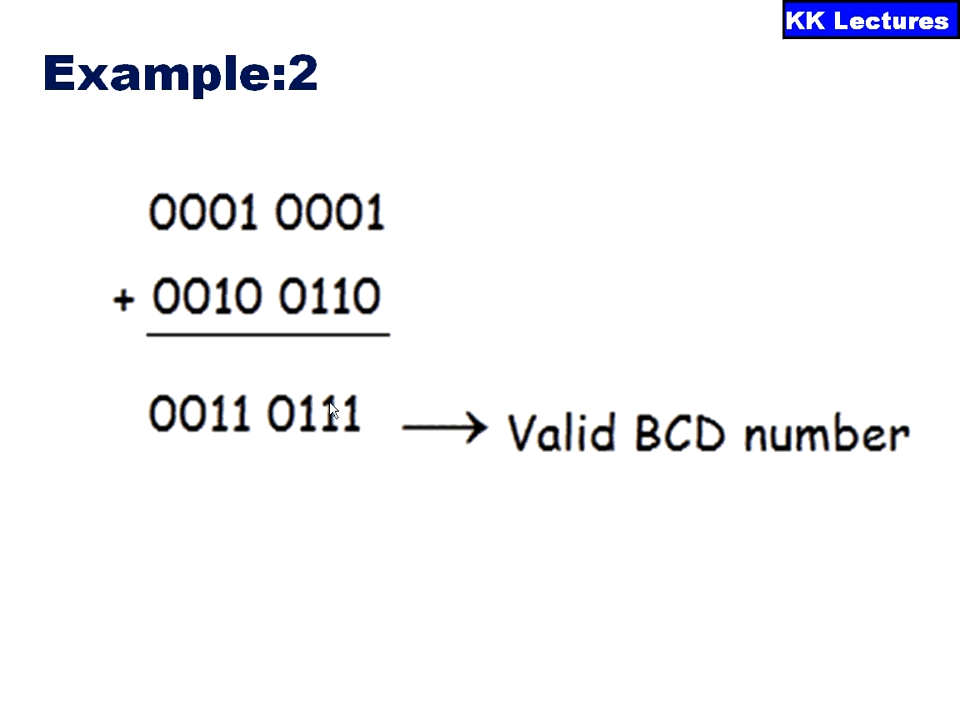 KK Lectures
Example:2
0001 0001
+ 0010 0110
0011 0111 → Valid BCD number